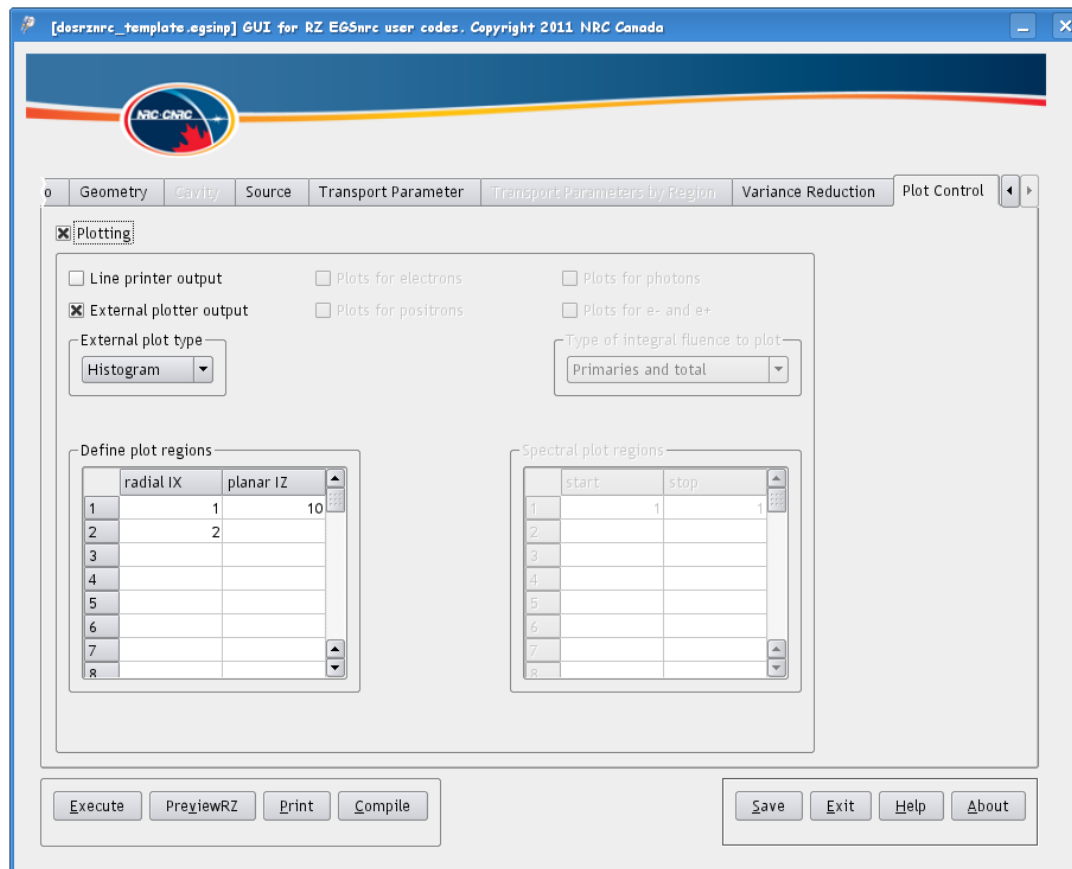 [dosrznrc_template.egsinp] GUI for RZ EGSnrc user codes. Copyright 2011 NRC Canada
NRC·CNRC
o Geometry Cavity Source Transport Parameter Transport Parameters by Region Variance Reduction Plot Control
Plotting
Line printer output Plots for electrons Plots for photons
External plotter output Plots for positrons Plots for e- and e+
External plot type Type of integral fluence to plot
Histogram Primaries and total
Define plot regions Spectral plot regions
radial IX planar IZ start stop
1 1 10 1 1 1
2 2 2
3 3
4 4
5 5
6 6
7 7
8 8
Execute PreviewRZ Print Compile Save Exit Help About